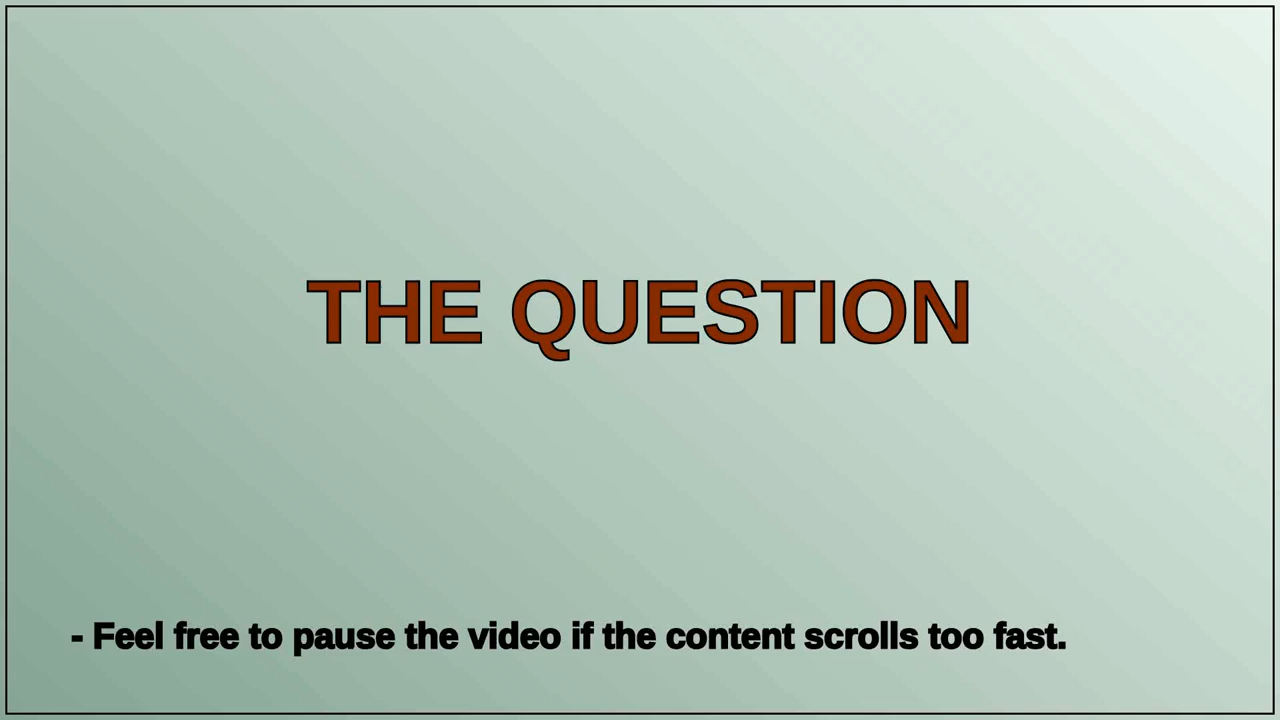 THE QUESTION
- Feel free to pause the video if the content scrolls too fast.